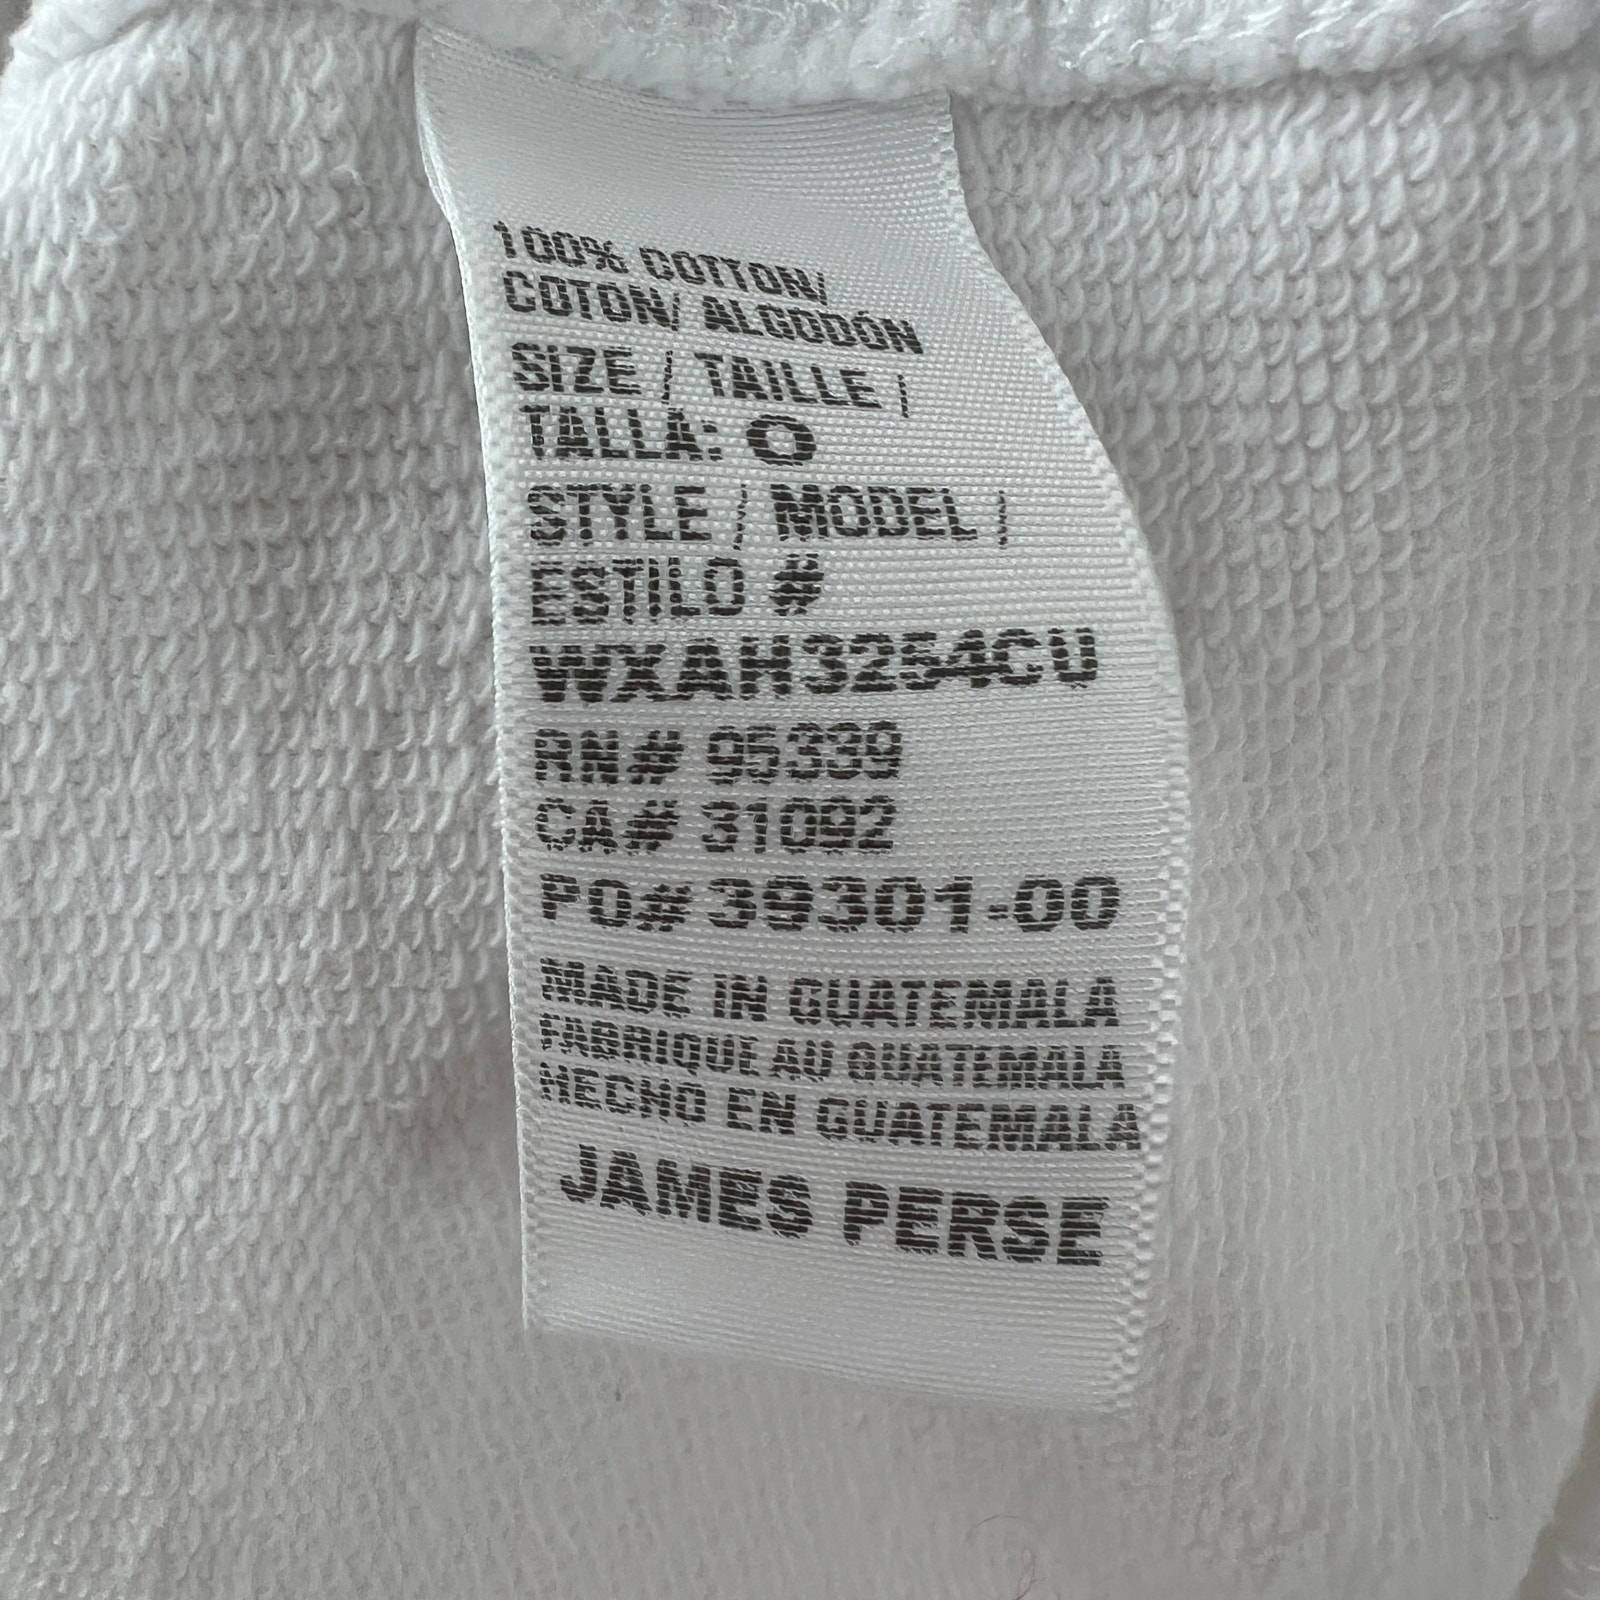 100% COTTON/
COTON/ ALGODÓN
SIZE / TAILLE /
TALLA: 0
STYLE / MODEL /
ESTILO #
WXAH3254CU
RN# 95339
CA# 31092
PO# 39301-00
MADE IN GUATEMALA
FABRIQUE AU GUATEMALA
HECHO EN GUATEMALA
JAMES PERSE